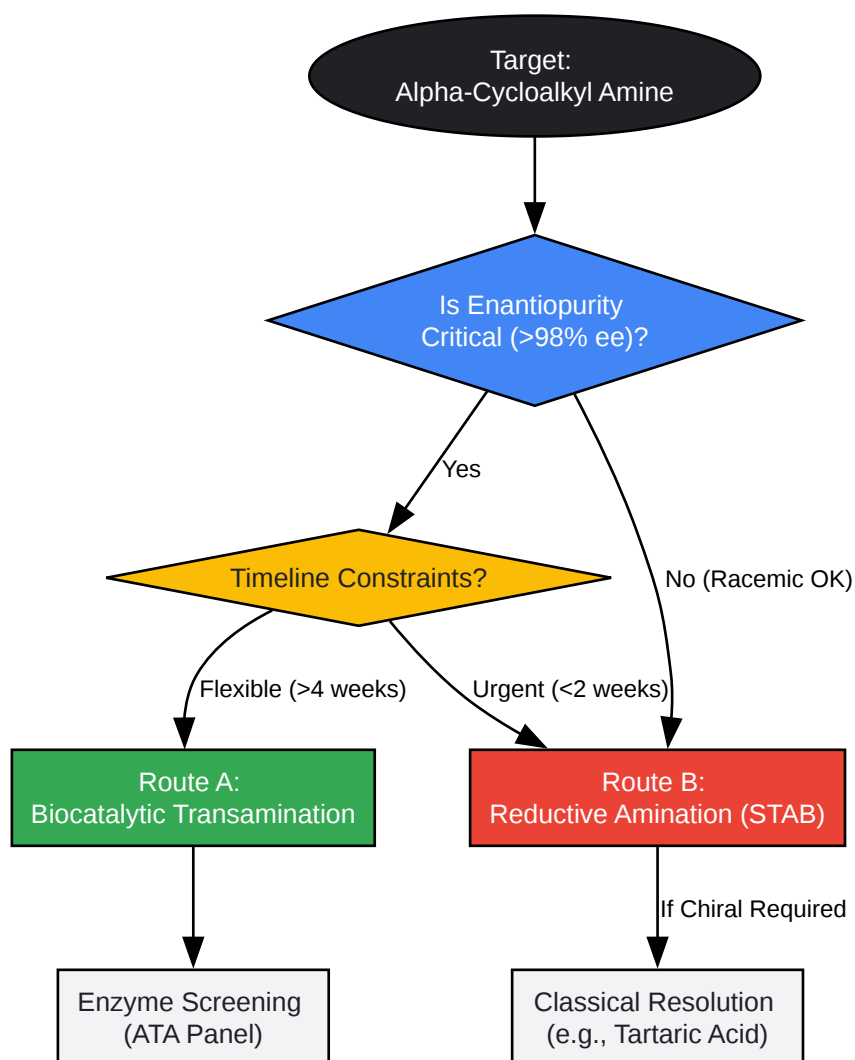 Target:
Alpha-Cycloalkyl Amine
Is Enantiopurity
Critical (>98% ee)?
Yes
Timeline Constraints?
No (Racemic OK)
Flexible (>4 weeks)
Urgent (<2 weeks)
Route A:
Biocatalytic Transamination
Route B:
Reductive Amination (STAB)
If Chiral Required
Enzyme Screening
(ATA Panel)
Classical Resolution
(e.g., Tartaric Acid)